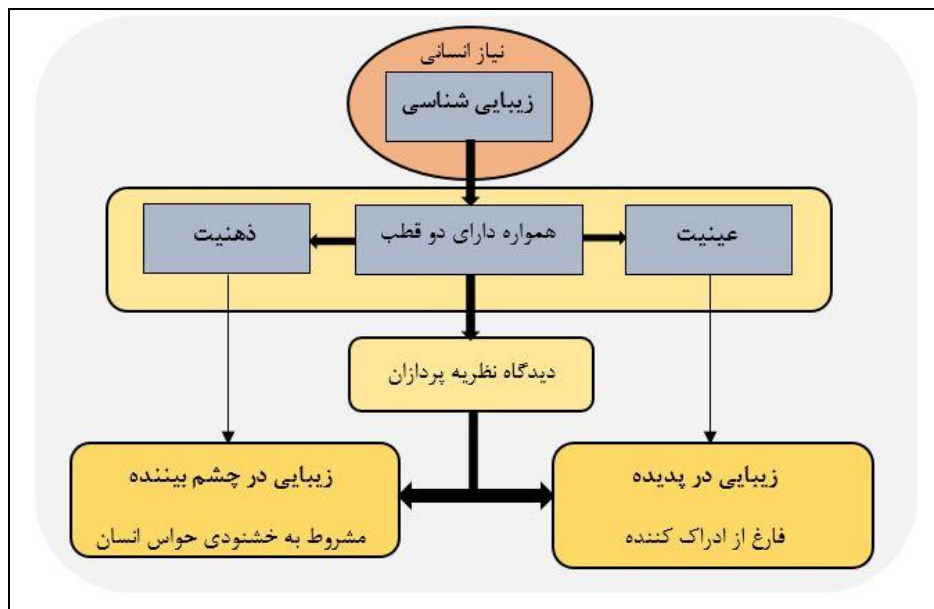 نیاز انسانی
زیبایی شناسی
عینیت
همواره دارای دو قطب
ذهنیت
دیدگاه نظریه پردازان
زیبایی در پدیده
فارغ از ادراک کننده
زیبایی در چشم بیننده
مشروط به خشنودی حواس انسان